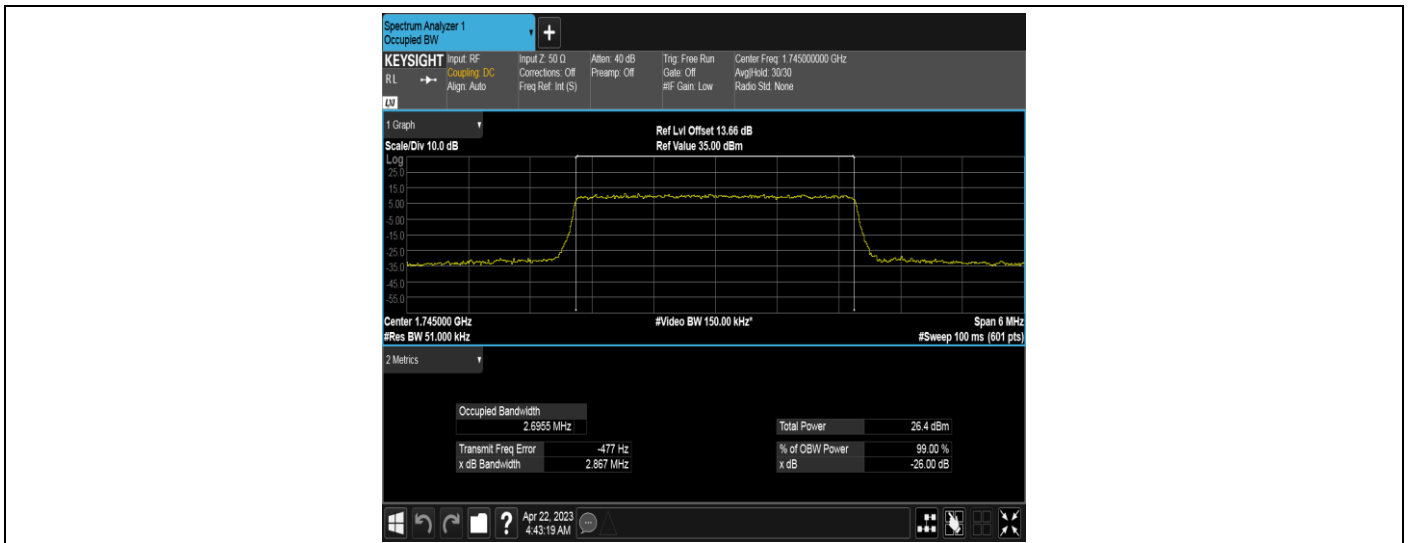 Spectrum Analyzer 1
Occupied BW
+
KEYSIGHT
RL
LXI
Input: RF
Coupling: DC
Align: Auto
Input Z: 50 Ω
Corrections: Off
Freq Ref: Int (S)
Atten: 40 dB
Preamp: Off
Trig: Free Run
Gate: Off
#IF Gain: Low
Center Freq: 1.745000000 GHz
Avg|Hold: 30/30
Radio Std: None
1 Graph
Scale/Div 10.0 dB
Ref Lvl Offset 13.66 dB
Ref Value 35.00 dBm
Log
25.0
15.0
5.00
-5.00
-15.0
-25.0
-35.0
-45.0
-55.0
Center 1.745000 GHz
#Video BW 150.00 kHz*
Span 6 MHz
#Res BW 51.000 kHz
#Sweep 100 ms (601 pts)
2 Metrics
Occupied Bandwidth
2.6955 MHz
Total Power 26.4 dBm
Transmit Freq Error -477 Hz
% of OBW Power 99.00 %
x dB Bandwidth 2.867 MHz
x dB -26.00 dB
?
Apr 22, 2023
4:43:19 AM